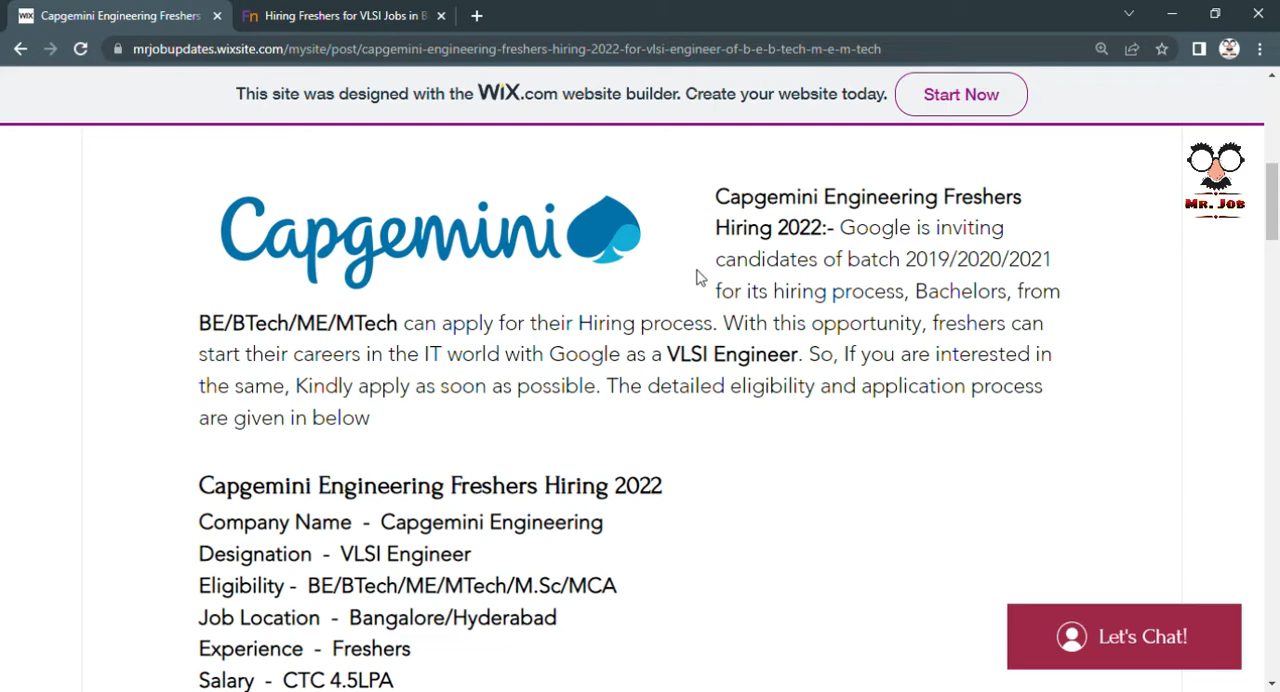 WIX Capgemini Engineering Freshers
Fn Hiring Freshers for VLSI Jobs in B
mrjobupdates.wixsite.com/mysite/post/capgemini-engineering-freshers-hiring-2022-for-vlsi-engineer-of-b-e-b-tech-m-e-m-tech
This site was designed with the WiX.com website builder. Create your website today. Start Now
Mr. Job
Capgemini
Capgemini Engineering Freshers
Hiring 2022:- Google is inviting
candidates of batch 2019/2020/2021
for its hiring process, Bachelors, from
BE/BTech/ME/MTech can apply for their Hiring process. With this opportunity, freshers can
start their careers in the IT world with Google as a VLSI Engineer. So, If you are interested in
the same, Kindly apply as soon as possible. The detailed eligibility and application process
are given in below
Capgemini Engineering Freshers Hiring 2022
Company Name - Capgemini Engineering
Designation - VLSI Engineer
Eligibility - BE/BTech/ME/MTech/M.Sc/MCA
Job Location - Bangalore/Hyderabad
Experience - Freshers
Salary - CTC 4.5LPA
Let's Chat!